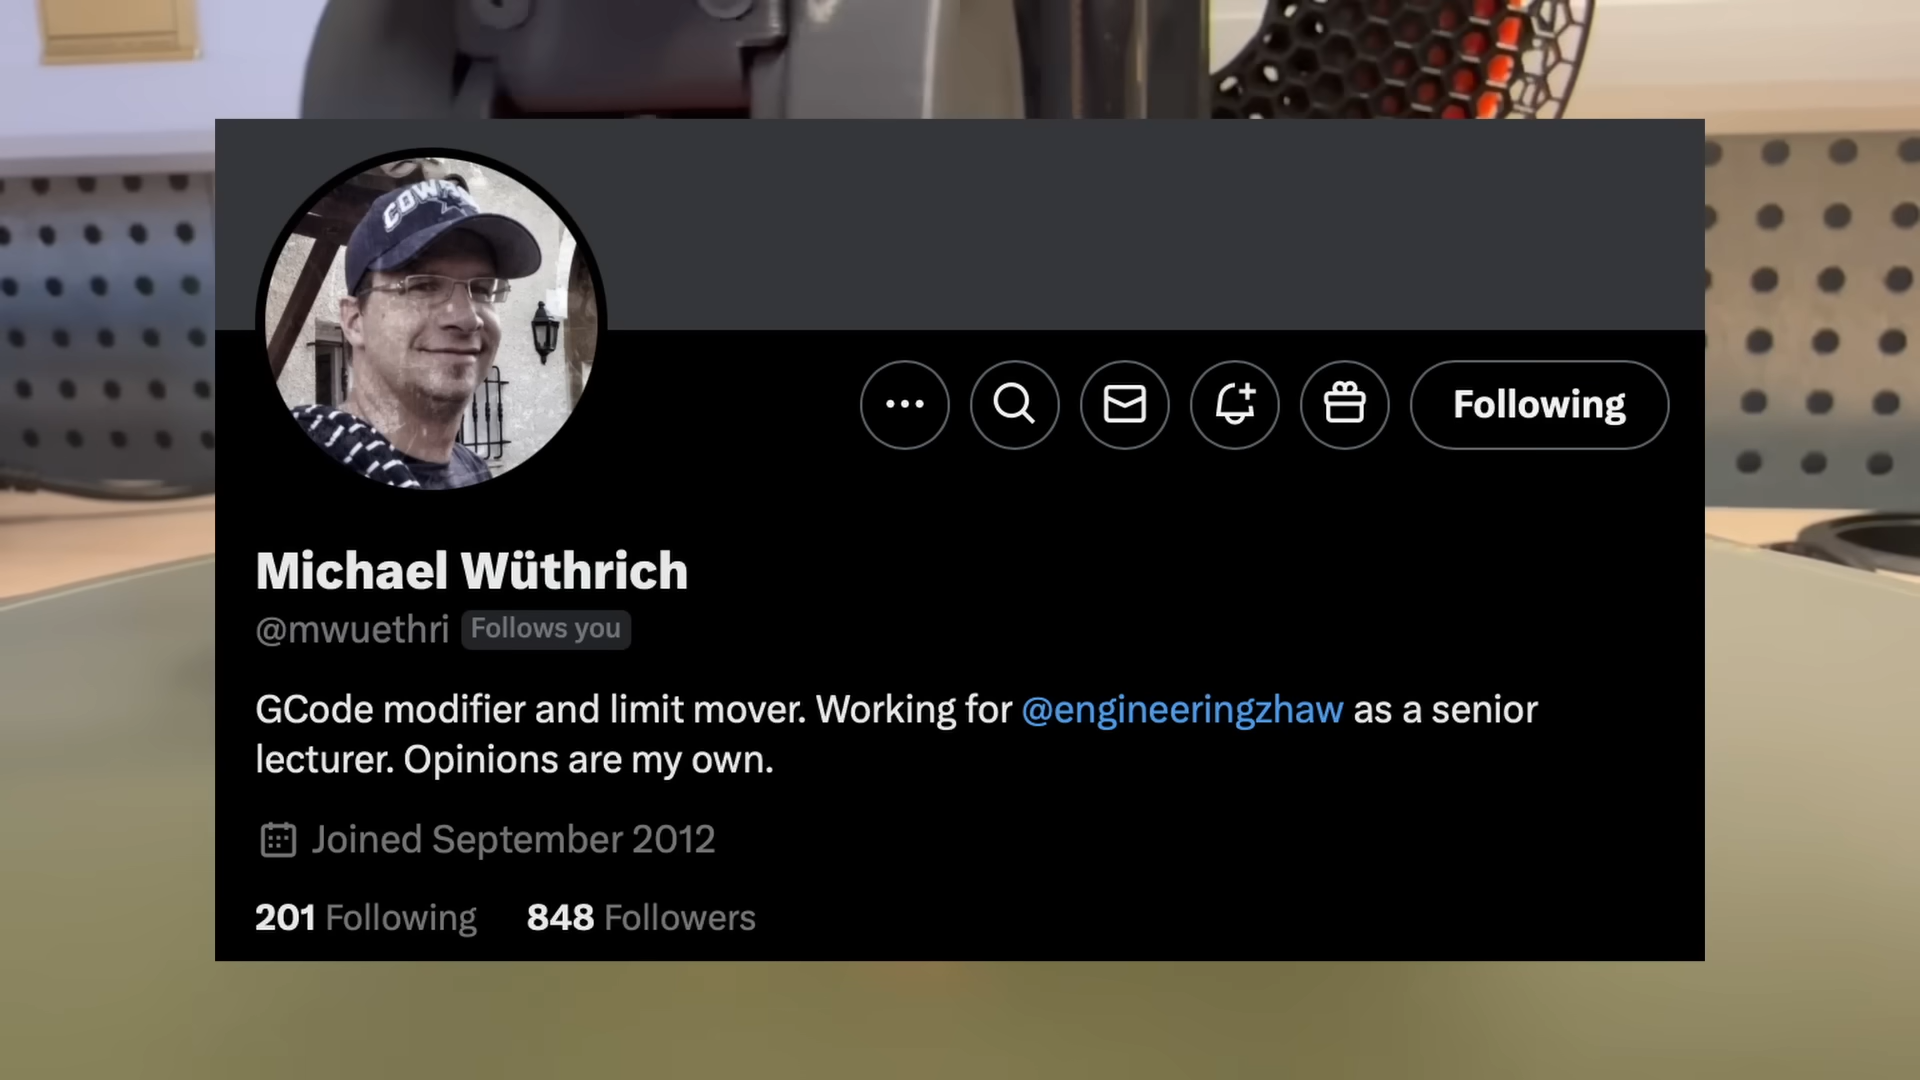 Following
Michael Wüthrich
@mwuethri Follows you
GCode modifier and limit mover. Working for @engineeringzhaw as a senior
lecturer. Opinions are my own.
Joined September 2012
201 Following 848 Followers